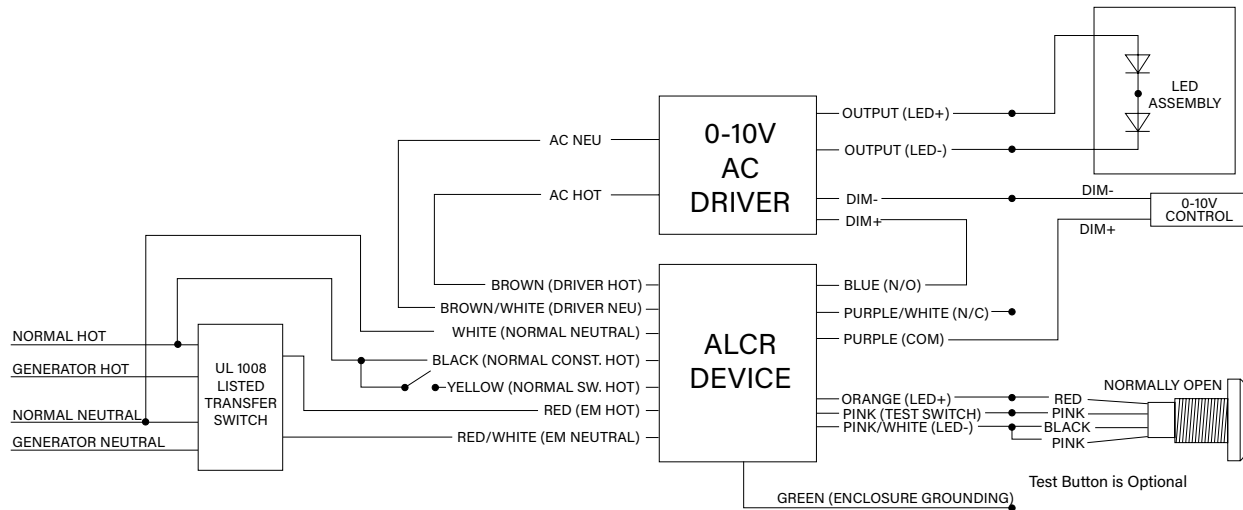 LED
ASSEMBLY
OUTPUT (LED+)
OUTPUT (LED-)
0-10V
AC
DRIVER
AC NEU
AC HOT
DIM-
DIM+
DIM-
DIM+
0-10V
CONTROL
BROWN (DRIVER HOT)
BROWN/WHITE (DRIVER NEU)
WHITE (NORMAL NEUTRAL)
BLACK (NORMAL CONST. HOT)
YELLOW (NORMAL SW. HOT)
RED (EM HOT)
RED/WHITE (EM NEUTRAL)
ALCR
DEVICE
BLUE (N/O)
PURPLE/WHITE (N/C)
PURPLE (COM)
ORANGE (LED+)
PINK (TEST SWITCH)
PINK/WHITE (LED-)
NORMALLY OPEN
RED
PINK
BLACK
PINK
Test Button is Optional
GREEN (ENCLOSURE GROUNDING)
NORMAL HOT
GENERATOR HOT
NORMAL NEUTRAL
GENERATOR NEUTRAL
UL 1008
LISTED
TRANSFER
SWITCH